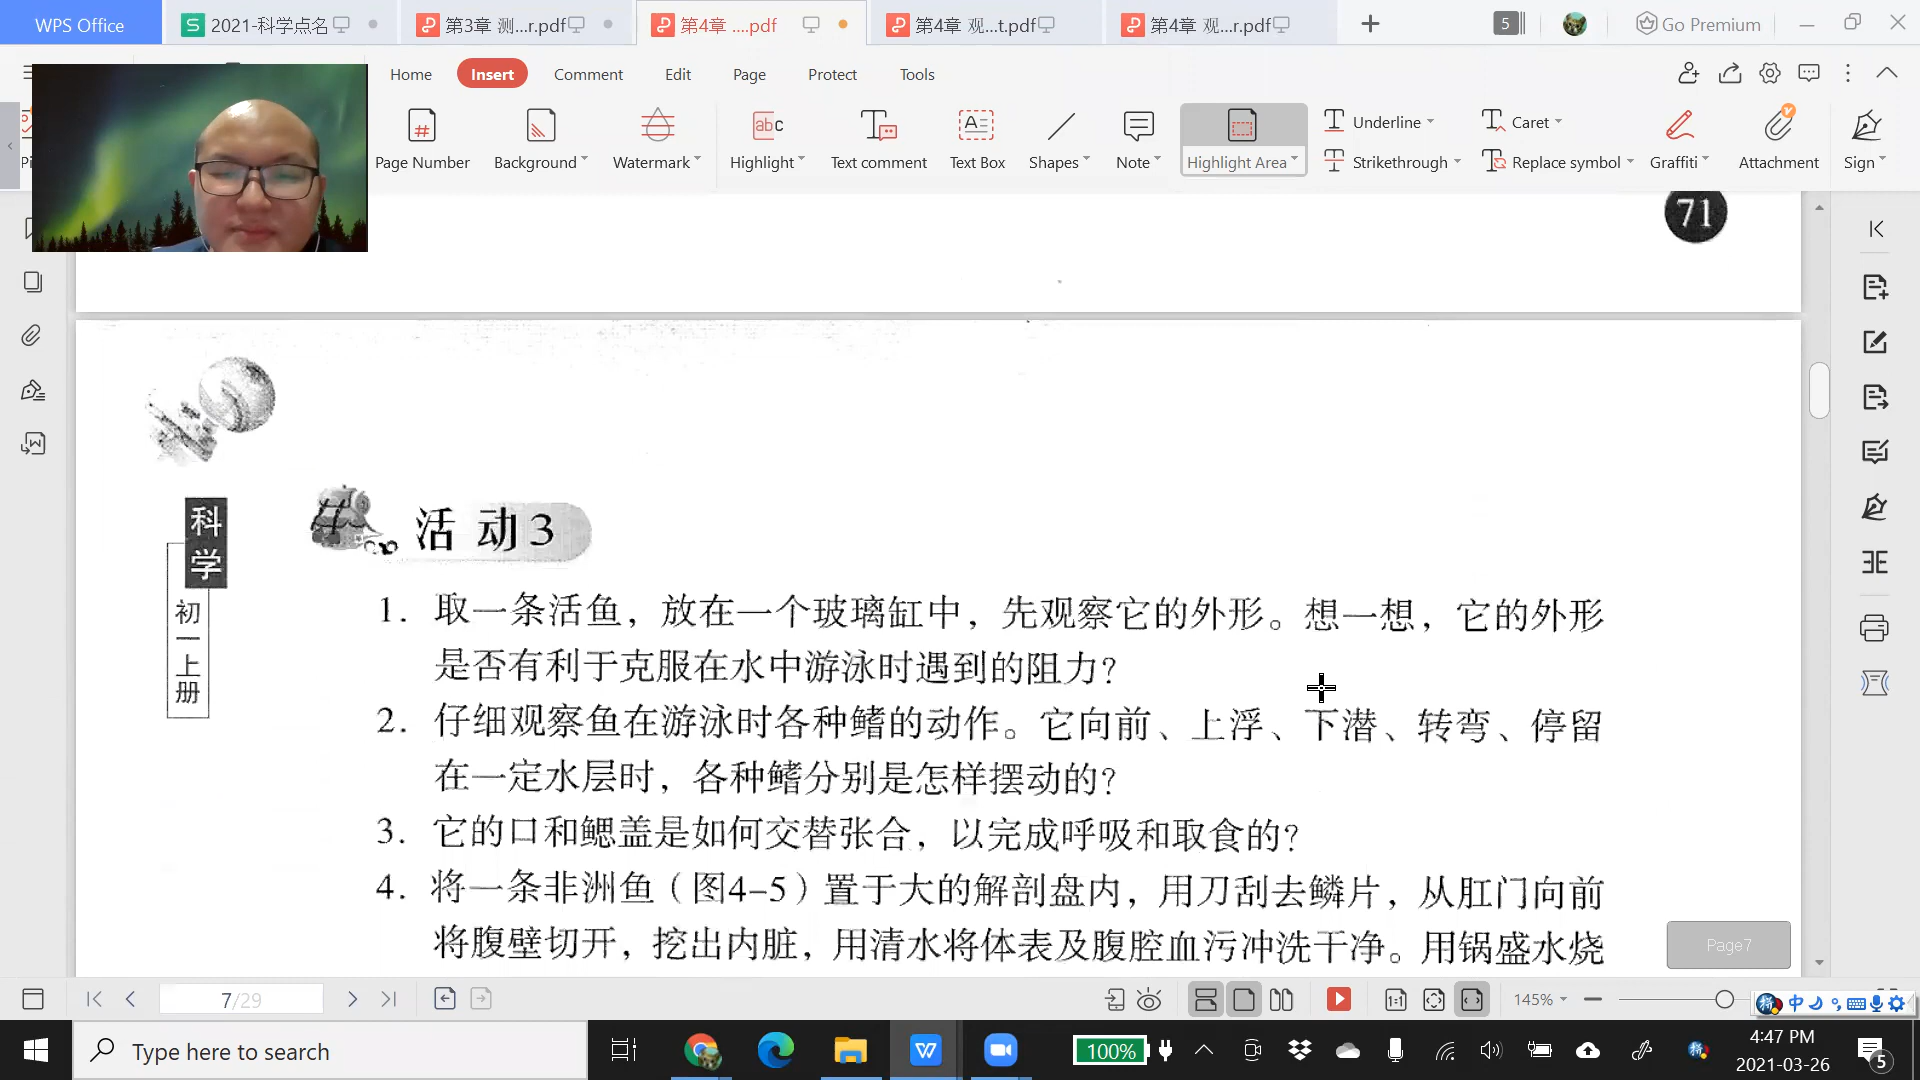 WPS Office
2021-科学点名
第3章 测...r.pdf
第4章 ....pdf
第4章 观...t.pdf
第4章 观...r.pdf
5
Go Premium
Home
Insert
Comment
Edit
Page
Protect
Tools
Page Number
Background
Watermark
Highlight
Text comment
Text Box
Shapes
Note
Highlight Area
Underline
Strikethrough
Caret
Replace symbol
Graffiti
Attachment
Sign
71
科学
初一上册
活动3
1. 取一条活鱼，放在一个玻璃缸中，先观察它的外形。想一想，它的外形
是否有利于克服在水中游泳时遇到的阻力？
2. 仔细观察鱼在游泳时各种鳍的动作。它向前、上浮、下潜、转弯、停留
在一定水层时，各种鳍分别是怎样摆动的？
3. 它的口和鳃盖是如何交替张合，以完成呼吸和取食的？
4. 将一条非洲鱼（图4-5）置于大的解剖盘内，用刀刮去鳞片，从肛门向前
将腹壁切开，挖出内脏，用清水将体表及腹腔血污冲洗干净。用锅盛水烧
Page7
7/29
145%
中
Type here to search
100%
4:47 PM
2021-03-26
5